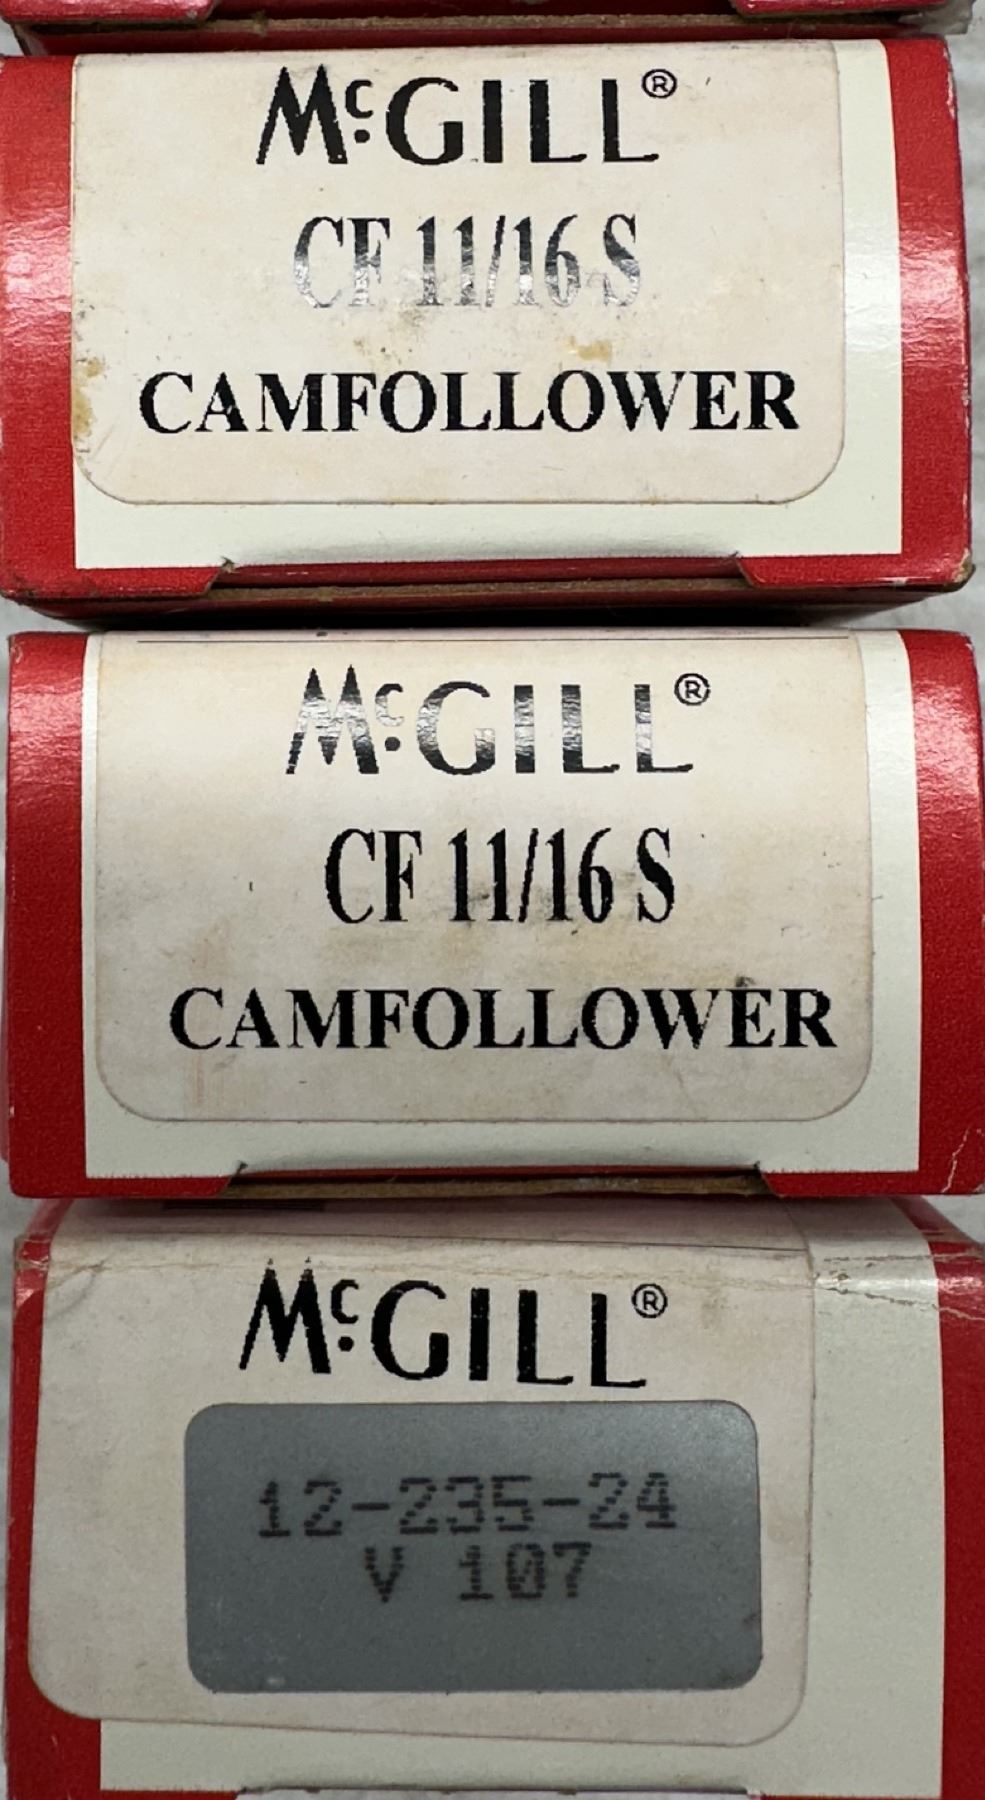 McGILL®
CF 11/16 S
CAMFOLLOWER
McGILL®
CF 11/16 S
CAMFOLLOWER
McGILL®
12-235-24
V 107